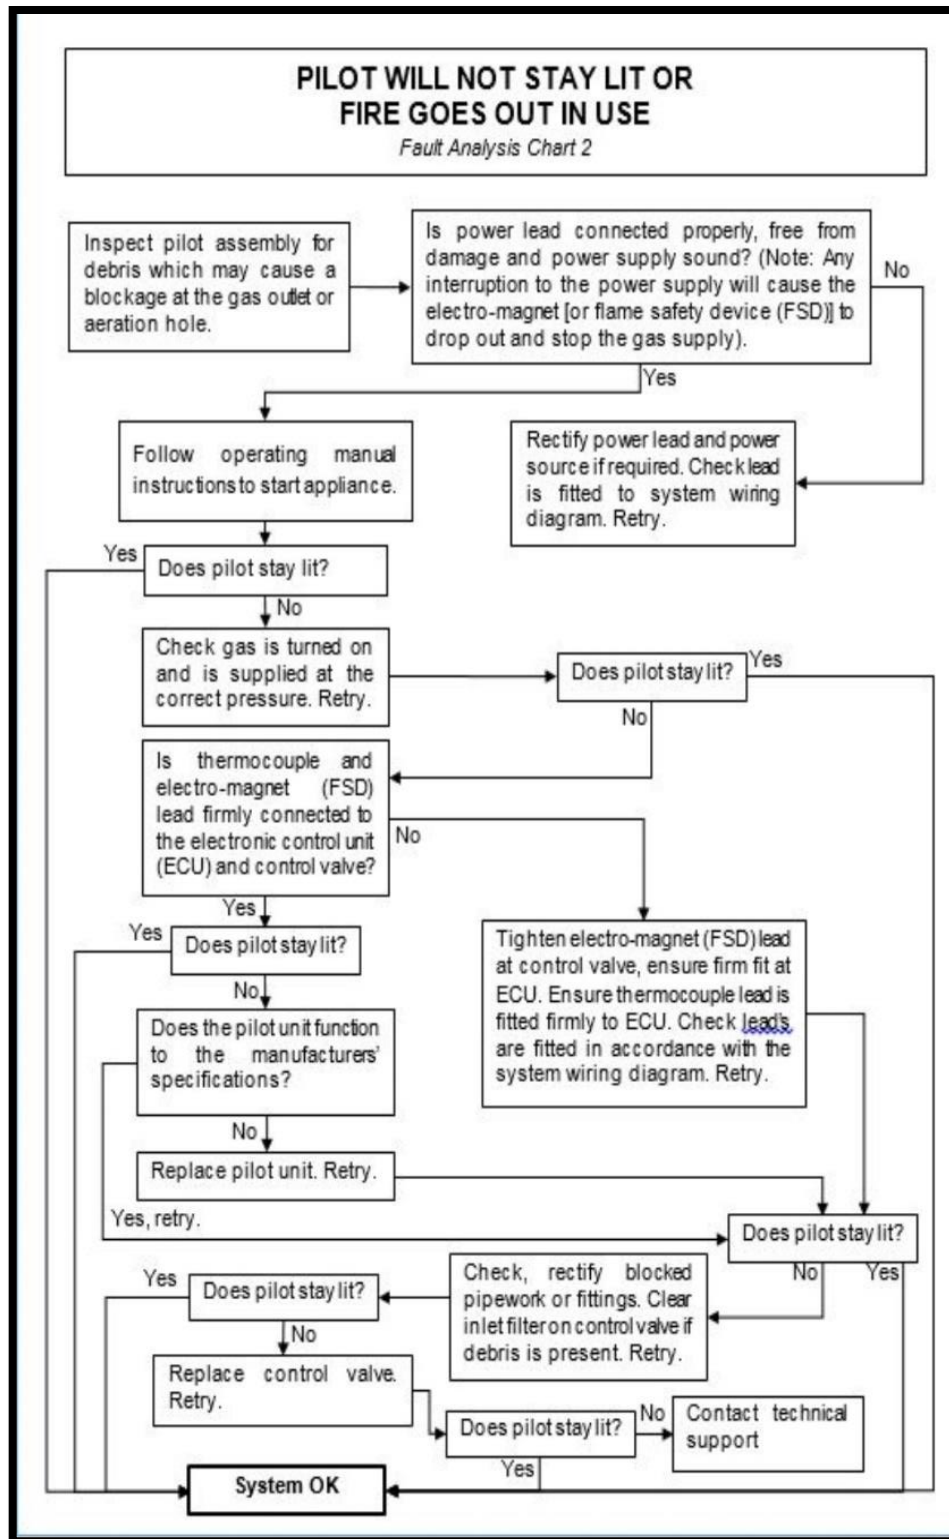 PILOT WILL NOT STAY LIT OR
FIRE GOES OUT IN USE
Fault Analysis Chart 2
Inspect pilot assembly for
debris which may cause a
blockage at the gas outlet or
aeration hole.
Is power lead connected properly, free from
damage and power supply sound? (Note: Any
interruption to the power supply will cause the
electro-magnet [or flame safety device (FSD)] to
drop out and stop the gas supply).
No
Yes
Follow operating manual
instructions to start appliance.
Rectify power lead and power
source if required. Check lead
is fitted to system wiring
diagram. Retry.
Yes
Does pilot stay lit?
No
Check gas is turned on
and is supplied at the
correct pressure. Retry.
Does pilot stay lit?
Yes
No
Is thermocouple and
electro-magnet (FSD)
lead firmly connected to
the electronic control unit
(ECU) and control valve?
No
Yes
Yes
Does pilot stay lit?
No
Tighten electro-magnet (FSD) lead
at control valve, ensure firm fit at
ECU. Ensure thermocouple lead is
fitted firmly to ECU. Check lead's
are fitted in accordance with the
system wiring diagram. Retry.
Does the pilot unit function
to the manufacturers'
specifications?
No
Replace pilot unit. Retry.
Yes, retry.
Does pilot stay lit?
No
Yes
Check, rectify blocked
pipework or fittings. Clear
inlet filter on control valve if
debris is present. Retry.
Yes
Does pilot stay lit?
No
Replace control valve.
Retry.
Does pilot stay lit?
No
Contact technical
support
Yes
System OK